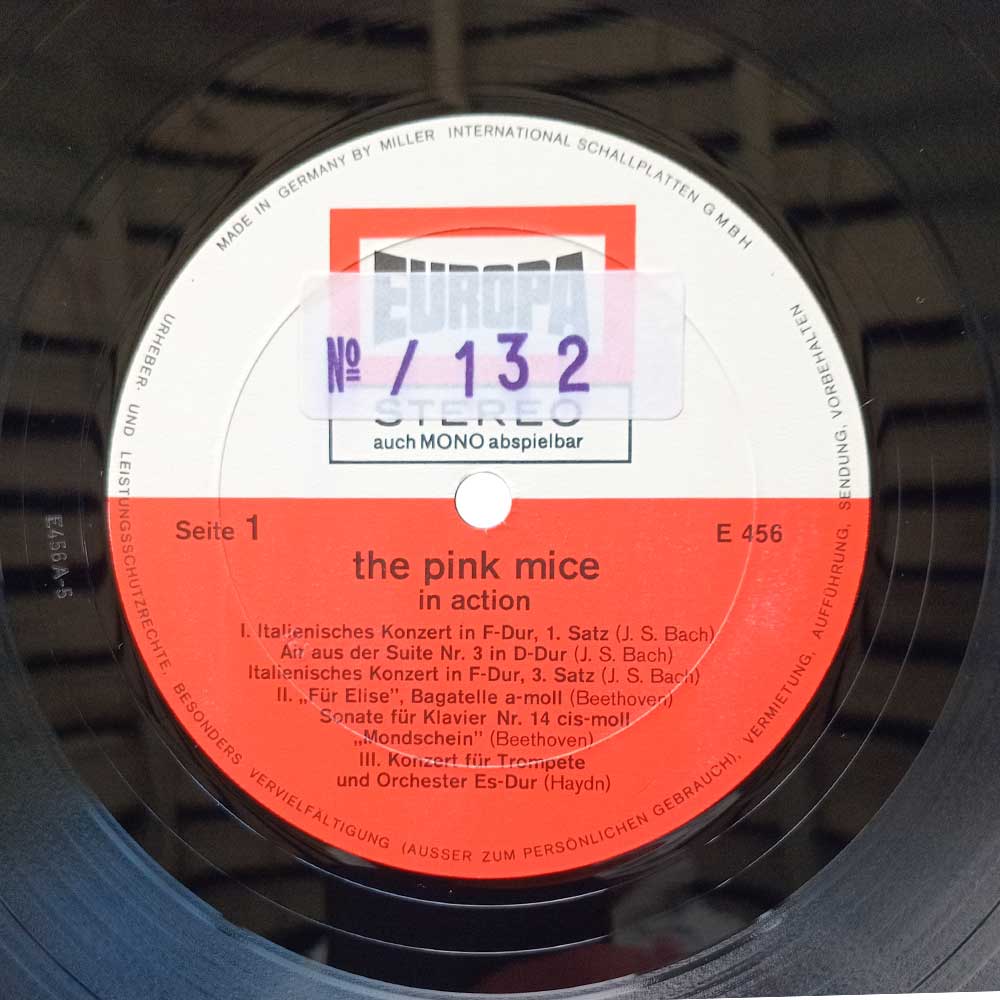 MADE IN GERMANY BY MILLER INTERNATIONAL SCHALLPLATTEN GMBH
EUROPA
Nº / 132
STEREO
auch MONO abspielbar
Seite 1
E 456
the pink mice
in action
I. Italienisches Konzert in F-Dur, 1. Satz (J. S. Bach)
Air aus der Suite Nr. 3 in D-Dur (J. S. Bach)
Italienisches Konzert in F-Dur, 3. Satz (J. S. Bach)
II. „Für Elise”, Bagatelle a-moll (Beethoven)
Sonate für Klavier Nr. 14 cis-moll
„Mondschein” (Beethoven)
III. Konzert für Trompete
und Orchester Es-Dur (Haydn)
URHEBER- UND LEISTUNGSSCHUTZRECHTE, BESONDERS VERVIELFALTIGUNG (AUSSER ZUM PERSÖNLICHEN GEBRAUCH), VERMIETUNG, AUFFÜHRUNG, SENDUNG, VORBEHALTEN
E456A-5